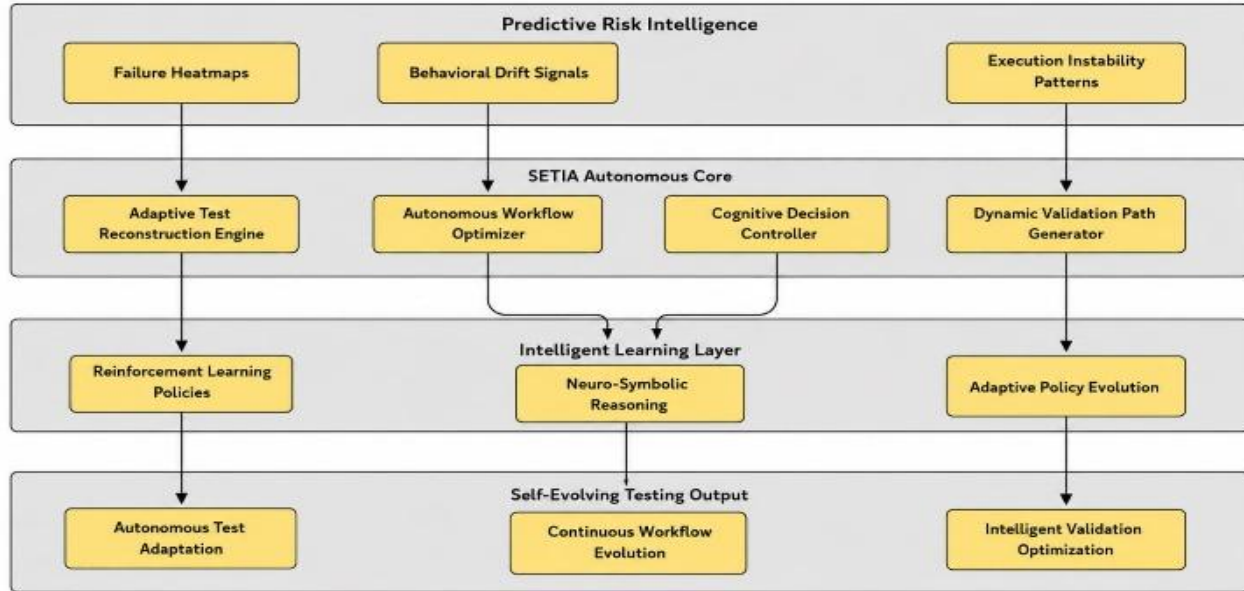 Predictive Risk Intelligence
Failure Heatmaps
Behavioral Drift Signals
Execution Instability
Patterns
SETIA Autonomous Core
Adaptive Test
Reconstruction Engine
Autonomous Workflow
Optimizer
Cognitive Decision
Controller
Dynamic Validation Path
Generator
Intelligent Learning Layer
Reinforcement Learning
Policies
Neuro-Symbolic
Reasoning
Adaptive Policy Evolution
Self-Evolving Testing Output
Autonomous Test
Adaptation
Continuous Workflow
Evolution
Intelligent Validation
Optimization